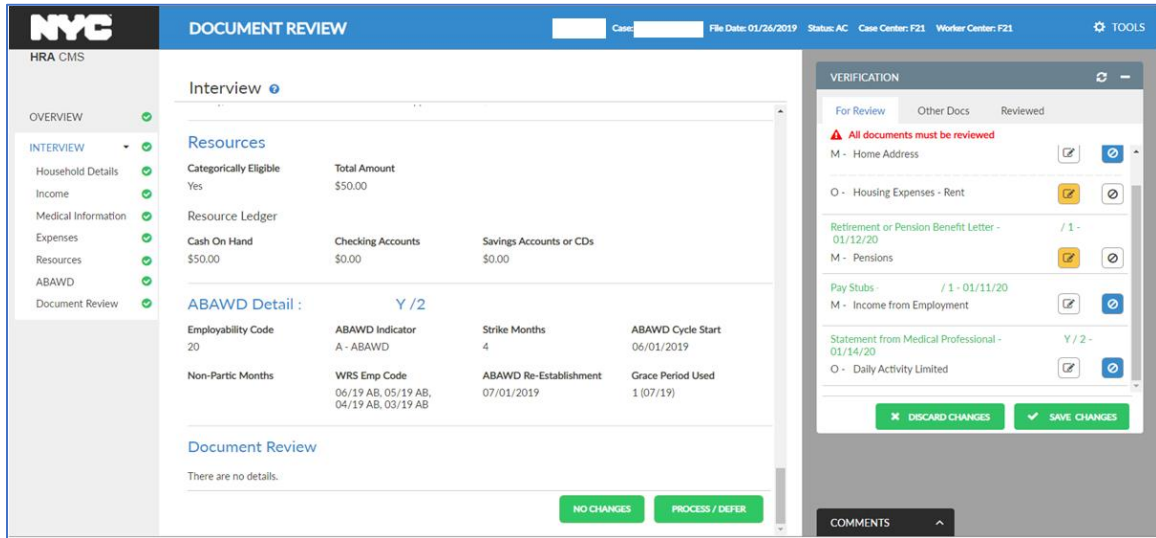 NYC
HRA CMS
DOCUMENT REVIEW
Case:
File Date: 01/26/2019 Status: AC Case Center: F21 Worker Center: F21
TOOLS
OVERVIEW
INTERVIEW
Household Details
Income
Medical Information
Expenses
Resources
ABAWD
Document Review
Interview ?
Resources
Categorically Eligible Total Amount
Yes $50.00
Resource Ledger
Cash On Hand Checking Accounts Savings Accounts or CDs
$50.00 $0.00 $0.00
ABAWD Detail : Y /2
Employability Code ABAWD Indicator Strike Months ABAWD Cycle Start
20 A - ABAWD 4 06/01/2019
Non-Partic Months WRS Emp Code ABAWD Re-Establishment Grace Period Used
06/19 AB, 05/19 AB, 07/01/2019 1 (07/19)
04/19 AB, 03/19 AB
Document Review
There are no details.
NO CHANGES PROCESS / DEFER
VERIFICATION
For Review Other Docs Reviewed
All documents must be reviewed
M - Home Address
O - Housing Expenses - Rent
Retirement or Pension Benefit Letter - / 1 -
01/12/20
M - Pensions
Pay Stubs - / 1 - 01/11/20
M - Income from Employment
Statement from Medical Professional - Y / 2 -
01/14/20
O - Daily Activity Limited
DISCARD CHANGES SAVE CHANGES
COMMENTS